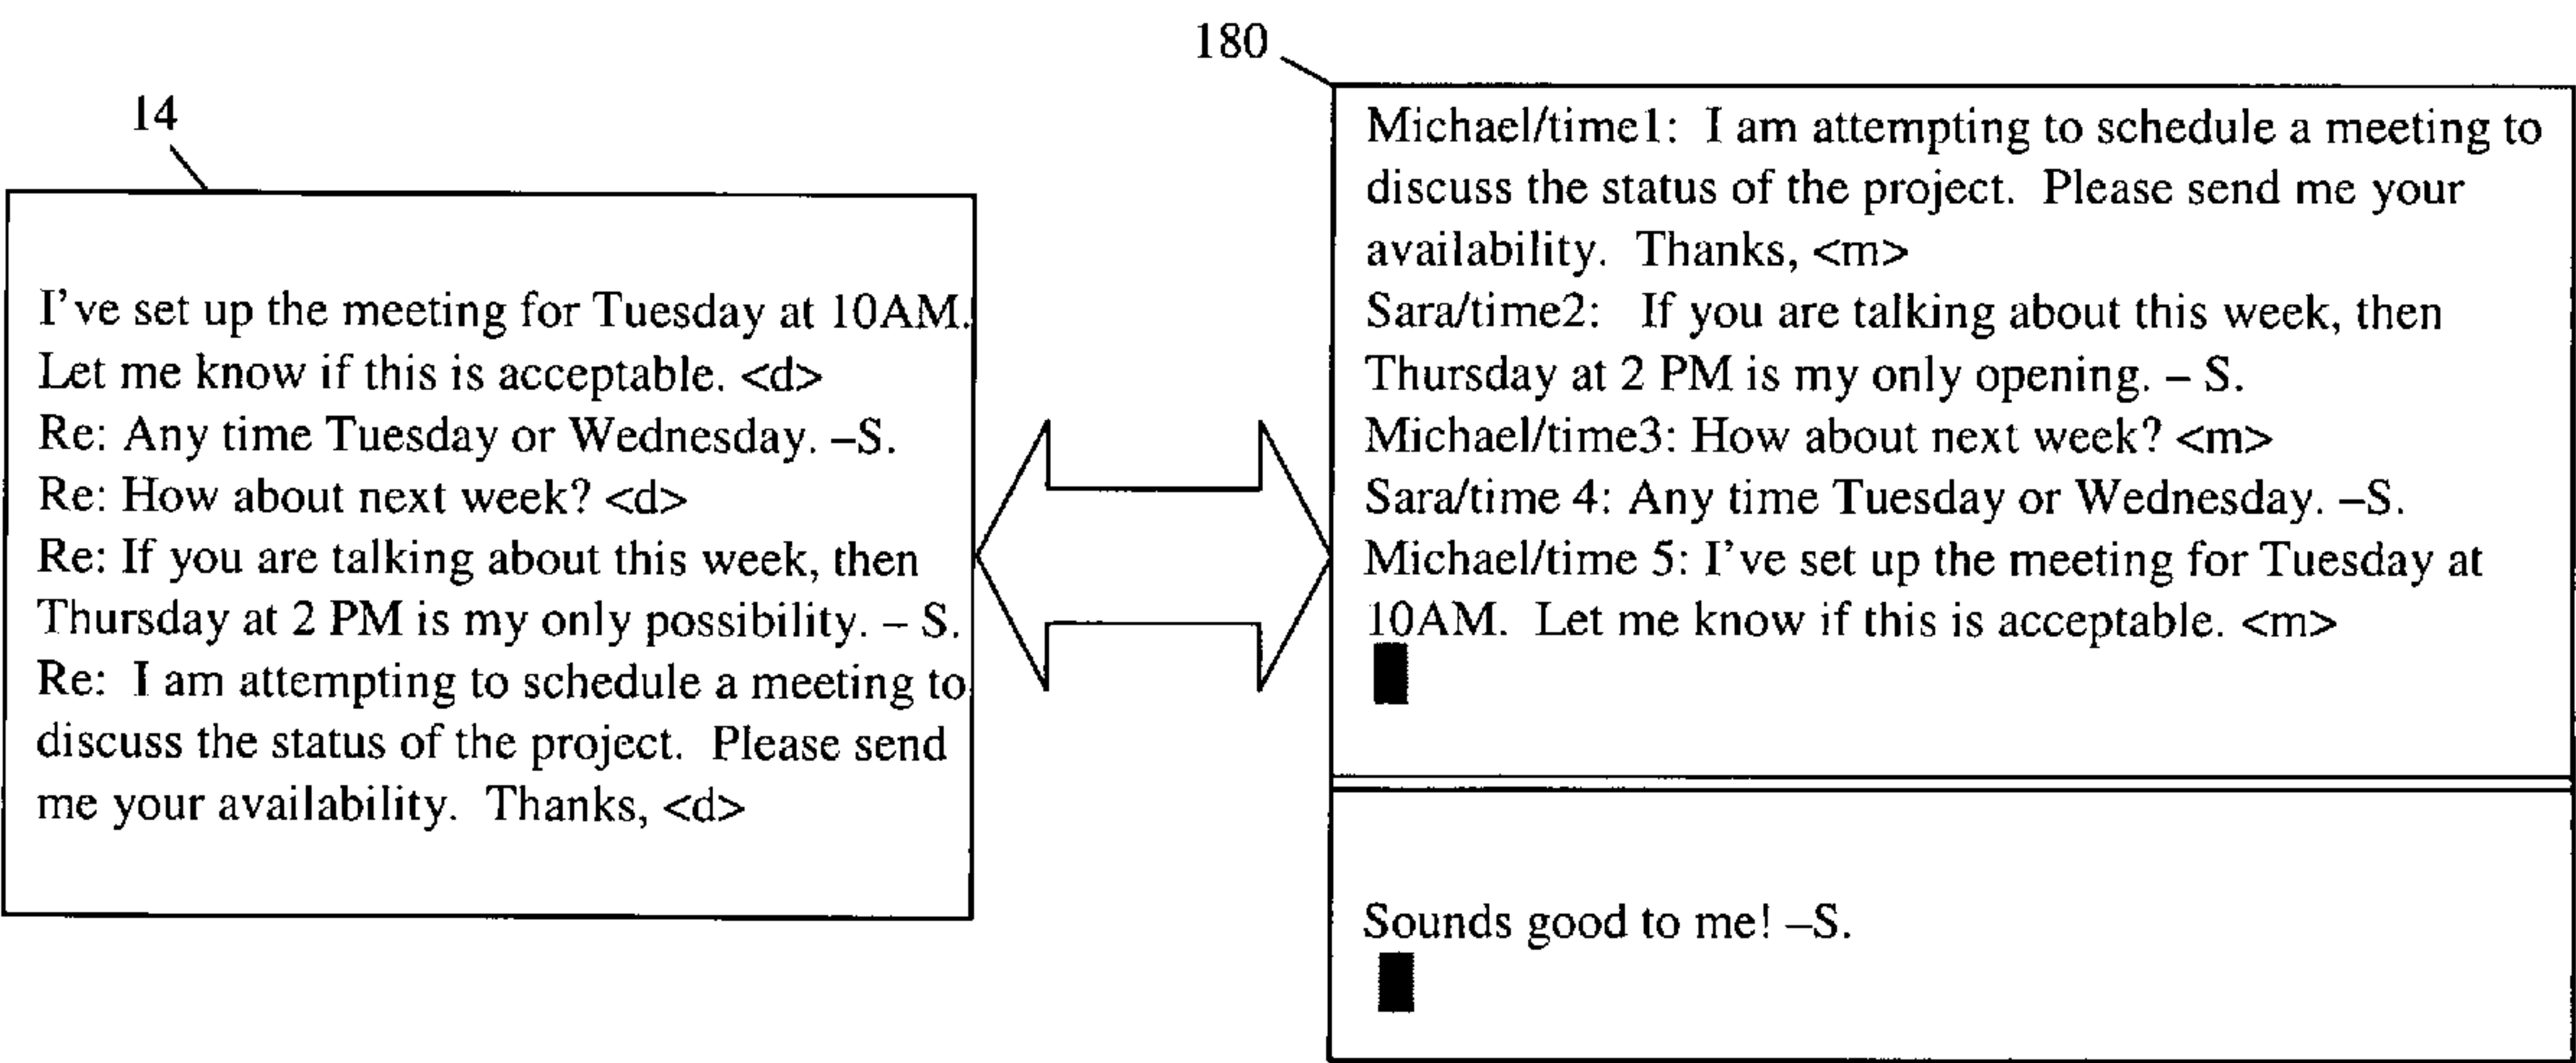 180
14
I've set up the meeting for Tuesday at 10AM.
Let me know if this is acceptable. <d>
Re: Any time Tuesday or Wednesday. –S.
Re: How about next week? <d>
Re: If you are talking about this week, then
Thursday at 2 PM is my only possibility. – S.
Re: I am attempting to schedule a meeting to
discuss the status of the project. Please send
me your availability. Thanks, <d>
Michael/time1: I am attempting to schedule a meeting to
discuss the status of the project. Please send me your
availability. Thanks, <m>
Sara/time2: If you are talking about this week, then
Thursday at 2 PM is my only opening. – S.
Michael/time3: How about next week? <m>
Sara/time 4: Any time Tuesday or Wednesday. –S.
Michael/time 5: I've set up the meeting for Tuesday at
10AM. Let me know if this is acceptable. <m>
Sounds good to me! –S.